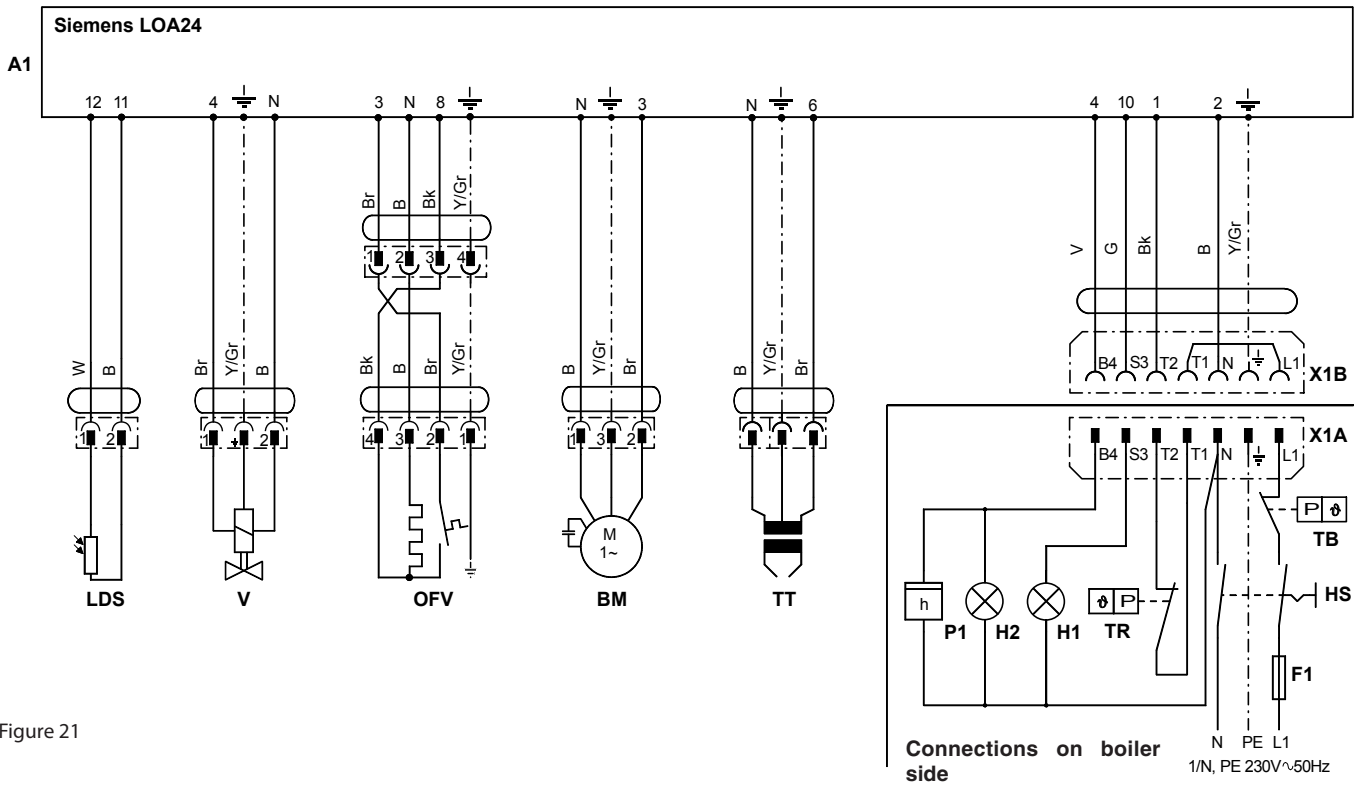 Siemens LOA24
A1
12 11 4 N 3 N 8 N 3 N 6 4 10 1 2
Br B Bk Y/Gr
V G Bk B Y/Gr
1 2 3 4
W B Br Y/Gr B Bk B Br Y/Gr B Y/Gr Br B Y/Gr Br
B4 S3 T2 T1 N L1 X1B
1 2 1 2 4 3 2 1 1 3 2
X1A
B4 S3 T2 T1 N L1
P ϑ
TB
M
1~
h P1 H2 H1 ϑ P TR HS
LDS V OFV BM TT
F1
Figure 21
N PE L1
Connections on boiler
side
1/N, PE 230V~50Hz